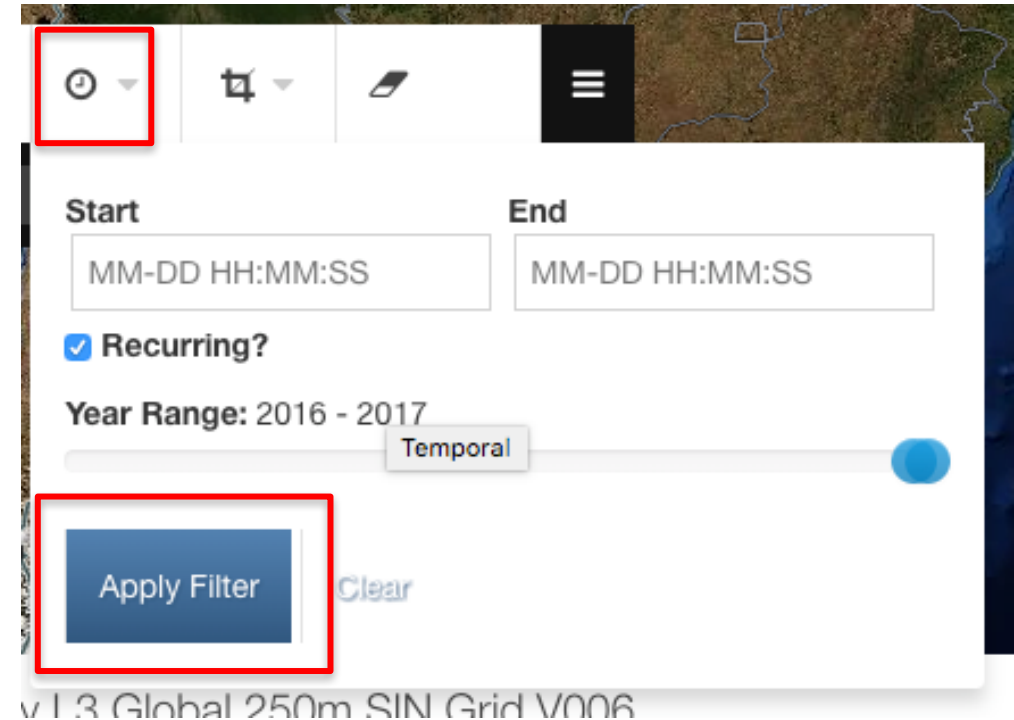 Start End
MM-DD HH:MM:SS MM-DD HH:MM:SS
Recurring?
Year Range: 2016 - 2017
Temporal
Apply Filter Clear
y L3 Global 250m SIN Grid V006